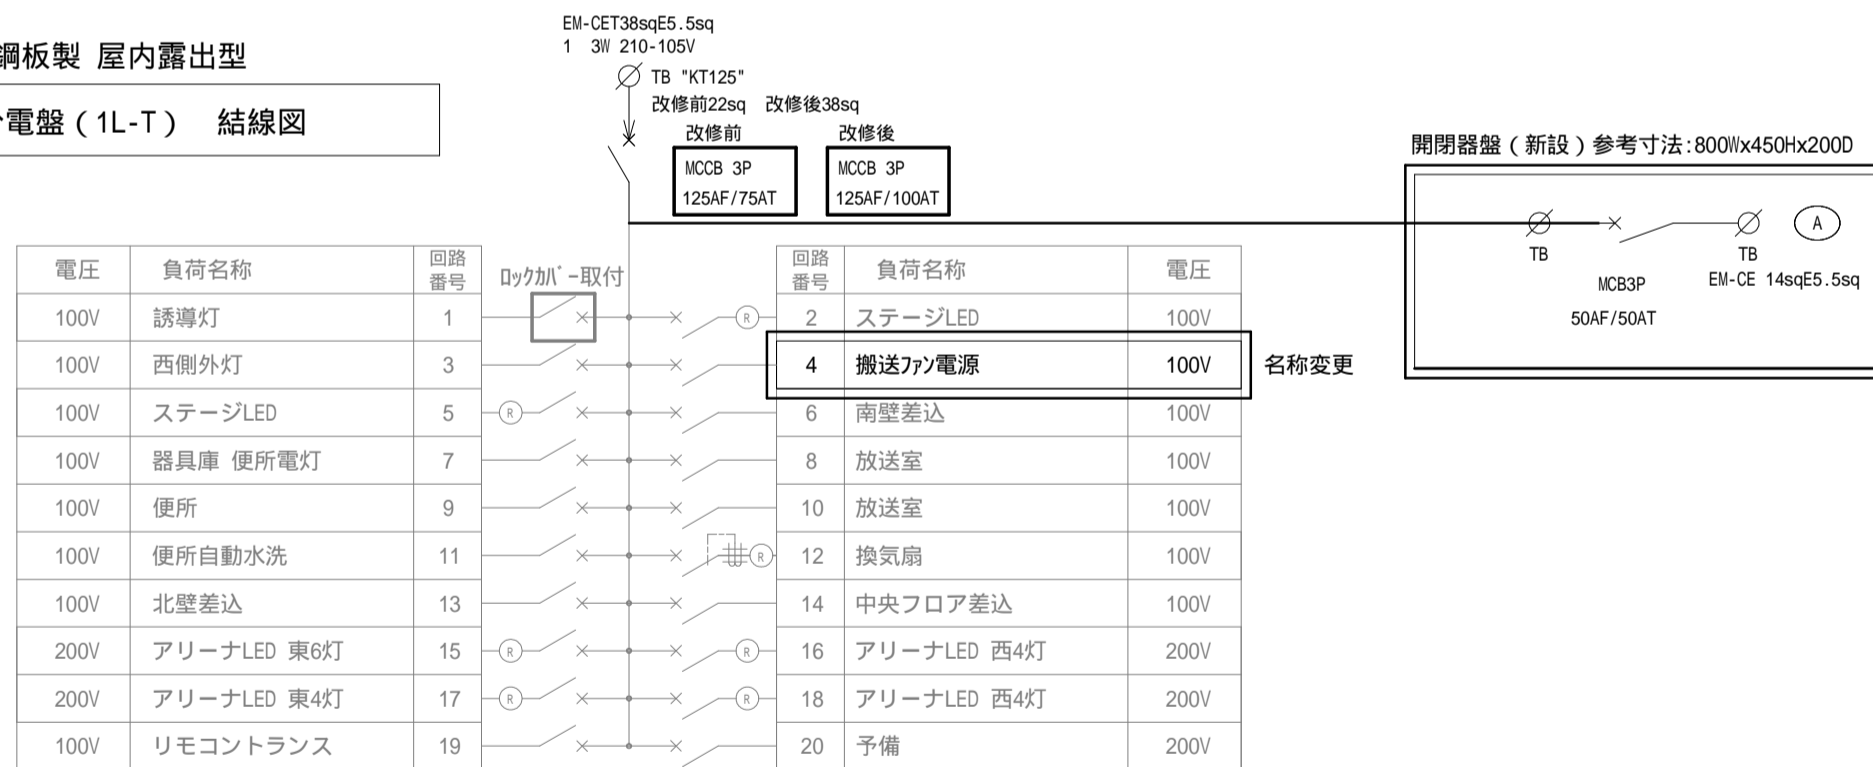 EM-CET38sqE5.5sq
1 3W 210-105V
鋼板製 屋内露出型
TB "KT125"
改修前22sq 改修後38sq
電盤(1L-T) 結線図
改修前 改修後
MCCB 3P
125AF/75AT
MCCB 3P
125AF/100AT
開閉器盤(新設)参考寸法:800Wx450Hx200D
TB
MCB3P
50AF/50AT
TB
A
EM-CE 14sqE5.5sq
ロックカバー取付
電圧 負荷名称 回路番号 回路番号 負荷名称 電圧
100V 誘導灯 1 R 2 ステージLED 100V
100V 西側外灯 3 4 搬送ファン電源 100V 名称変更
100V ステージLED 5 R 6 南壁差込 100V
100V 器具庫 便所電灯 7 8 放送室 100V
100V 便所 9 10 放送室 100V
100V 便所自動水洗 11 R 12 換気扇 100V
100V 北壁差込 13 14 中央フロア差込 100V
200V アリーナLED 東6灯 15 R R 16 アリーナLED 西4灯 200V
200V アリーナLED 東4灯 17 R R 18 アリーナLED 西4灯 200V
100V リモコントランス 19 20 予備 200V